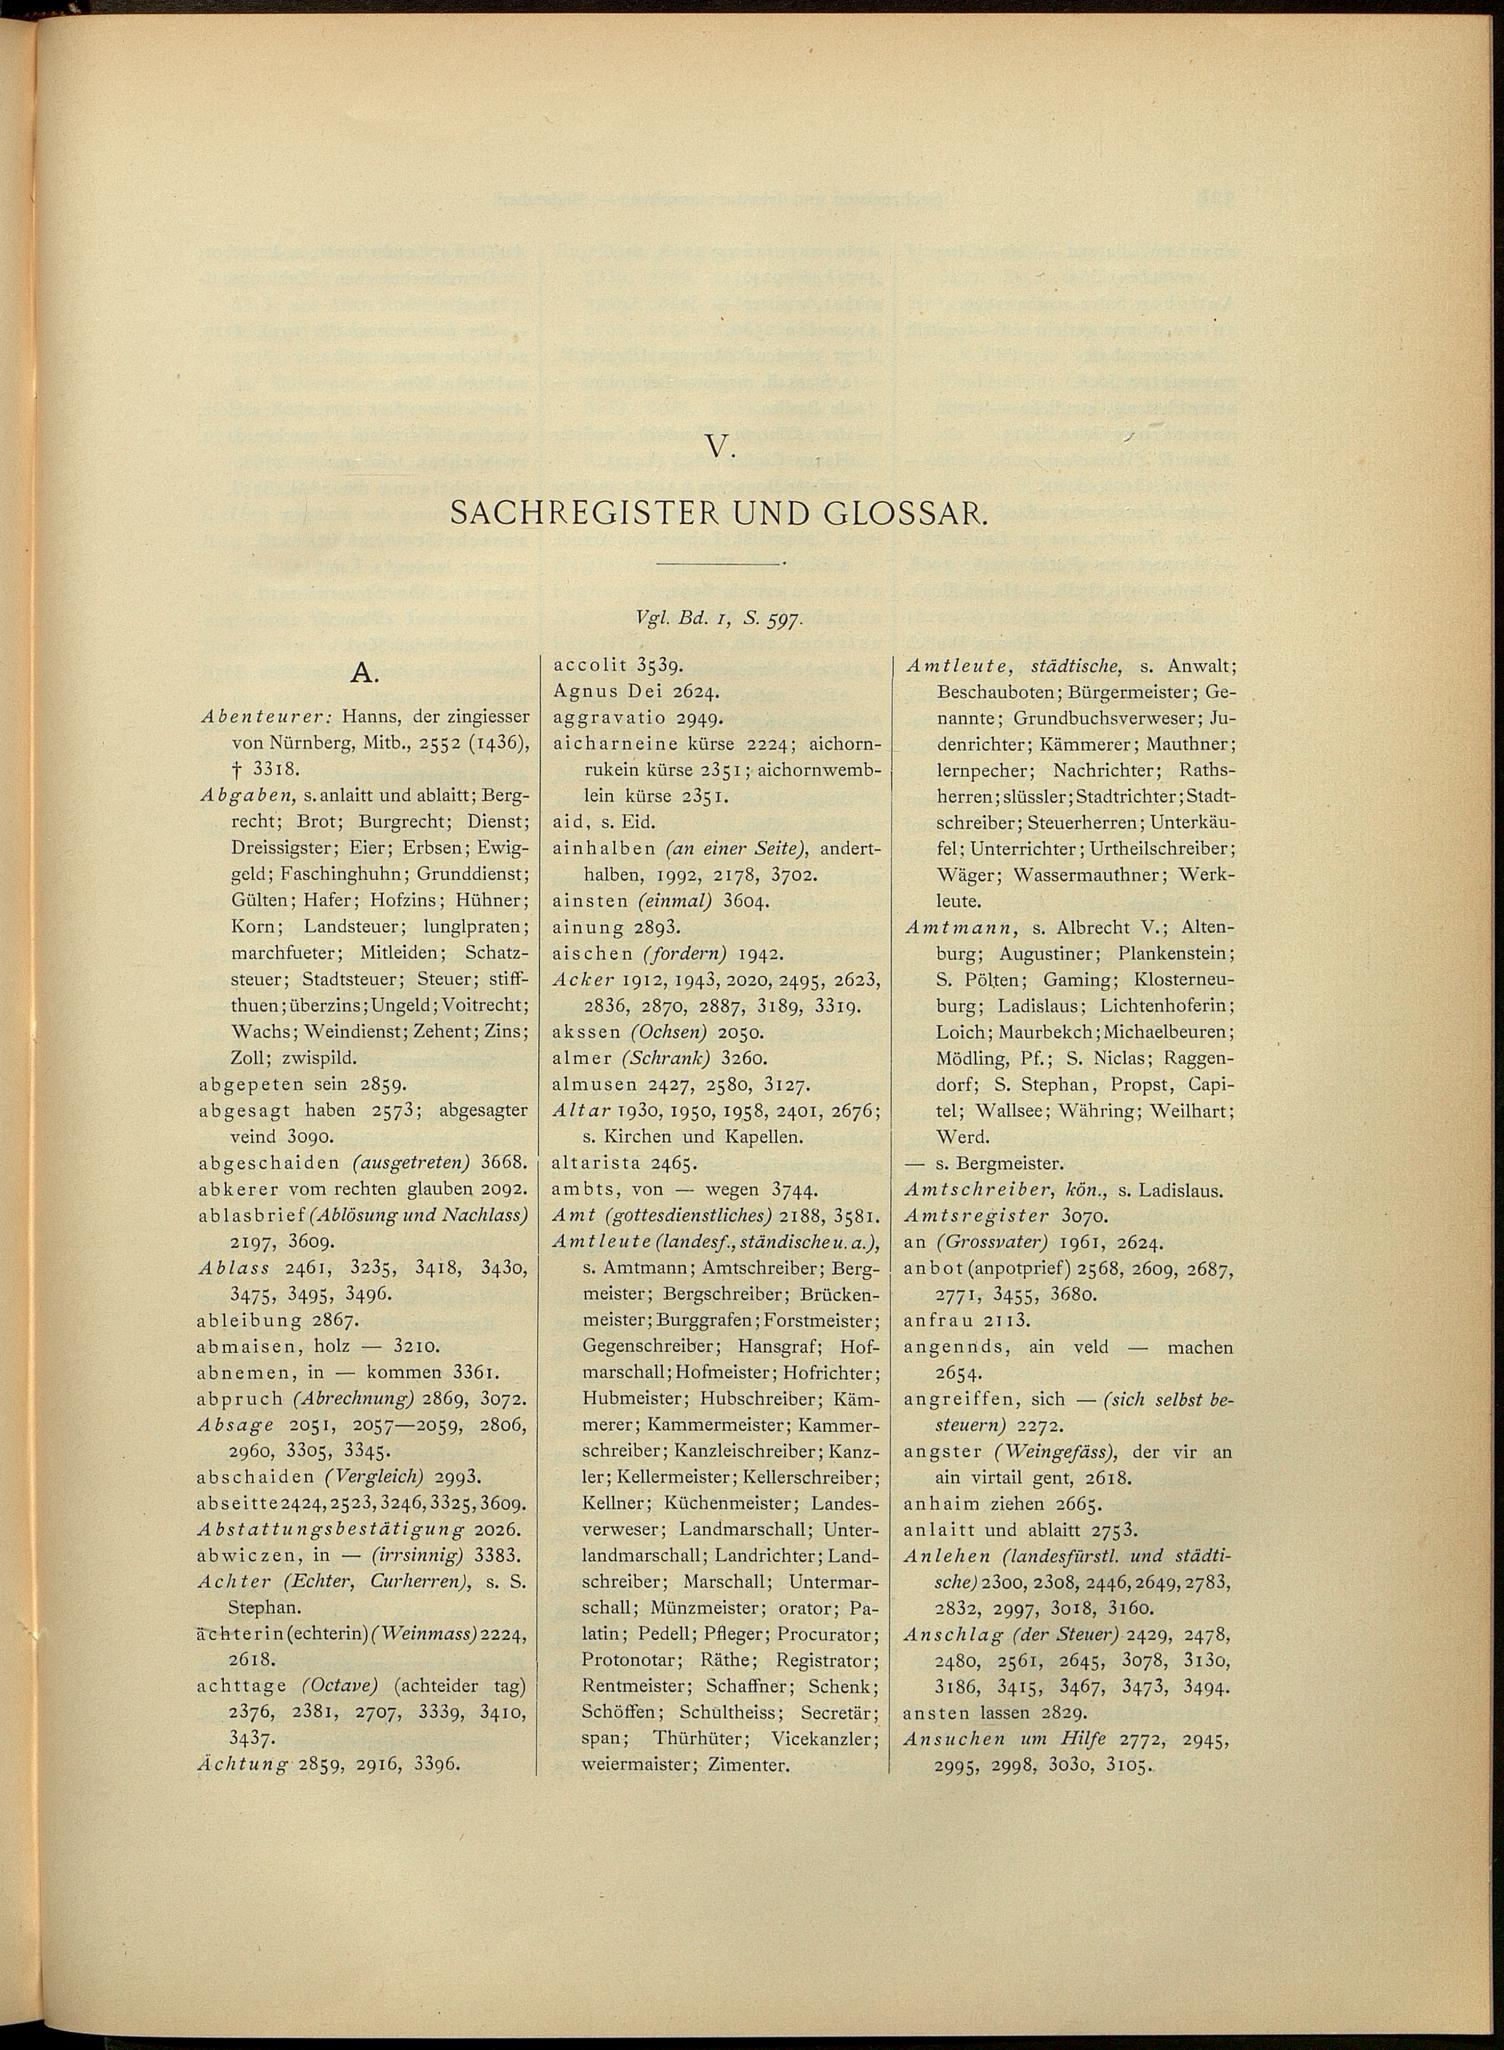 V.
SACHREGISTER UND GLOSSAR.
Vgl. Bd. 1, S. 597.
A.
Abenteurer: Hanns, der zingiesser
von Nürnberg, Mitb., 2552 (1436),
† 3318.
Abgaben, s. anlaitt und ablaitt; Berg-
recht; Brot; Burgrecht; Dienst;
Dreissigster; Eier; Erbsen; Ewig-
geld; Faschinghuhn; Grunddienst;
Gülten; Hafer; Hofzins; Hühner;
Korn; Landsteuer; lunglpraten;
marchfueter; Mitleiden; Schatz-
steuer; Stadtsteuer; Steuer; stiff-
thuen; überzins; Ungeld; Voitrecht;
Wachs; Weindienst; Zehent; Zins;
Zoll; zwispild.
abgepeten sein 2859.
abgesagt haben 2573; abgesagter
veind 3090.
abgeschaiden (ausgetreten) 3668.
abkerer vom rechten glauben 2092.
ablasbrief (Ablösung und Nachlass)
2197, 3609.
Ablass 2461, 3235, 3418, 3430,
3475, 3495, 3496.
ableibung 2867.
abmaisen, holz — 3210.
abnemen, in — kommen 3361.
abpruch (Abrechnung) 2869, 3072.
Absage 2051, 2057—2059, 2806,
2960, 3305, 3345.
abschaiden (Vergleich) 2993.
abseitte 2424, 2523, 3246, 3325, 3609.
Abstattungsbestätigung 2026.
abwiczen, in — (irrsinnig) 3383.
Achter (Echter, Curherren), s. S.
Stephan.
ächterin (echterin) (Weinmass) 2224,
2618.
achttage (Octave) (achteider tag)
2376, 2381, 2707, 3339, 3410,
3437.
Ächtung 2859, 2916, 3396.
accolit 3539.
Agnus Dei 2624.
aggravatio 2949.
aicharneine kürse 2224; aichorn-
rukein kürse 2351; aichornwemb-
lein kürse 2351.
aid, s. Eid.
ainhalben (an einer Seite), andert-
halben, 1992, 2178, 3702.
ainsten (einmal) 3604.
ainung 2893.
aischen (fordern) 1942.
Acker 1912, 1943, 2020, 2495, 2623,
2836, 2870, 2887, 3189, 3319.
akssen (Ochsen) 2050.
almer (Schrank) 3260.
almusen 2427, 2580, 3127.
Altar 1930, 1950, 1958, 2401, 2676;
s. Kirchen und Kapellen.
altarista 2465.
ambts, von — wegen 3744.
Amt (gottesdienstliches) 2188, 3581.
Amtleute (landesf., ständische u. a.),
s. Amtmann; Amtschreiber; Berg-
meister; Bergschreiber; Brücken-
meister; Burggrafen; Forstmeister;
Gegenschreiber; Hansgraf; Hof-
marschall; Hofmeister; Hofrichter;
Hubmeister; Hubschreiber; Käm-
merer; Kammermeister; Kammer-
schreiber; Kanzleischreiber; Kanz-
ler; Kellermeister; Kellerschreiber;
Kellner; Küchenmeister; Landes-
verweser; Landmarschall; Unter-
landmarschall; Landrichter; Land-
schreiber; Marschall; Untermar-
schall; Münzmeister; orator; Pa-
latin; Pedell; Pfleger; Procurator;
Protonotar; Räthe; Registrator;
Rentmeister; Schaffner; Schenk;
Schöffen; Schultheiss; Secretär;
span; Thürhüter; Vicekanzler;
weiermaister; Zimenter.
Amtleute, städtische, s. Anwalt;
Beschauboten; Bürgermeister; Ge-
nannte; Grundbuchsverweser; Ju-
denrichter; Kämmerer; Mauthner;
lernpecher; Nachrichter; Raths-
herren; slüssler; Stadtrichter; Stadt-
schreiber; Steuerherren; Unterkäu-
fel; Unterrichter; Urtheilschreiber;
Wäger; Wassermauthner; Werk-
leute.
Amtmann, s. Albrecht V.; Alten-
burg; Augustiner; Plankenstein;
S. Pölten; Gaming; Klosterneu-
burg; Ladislaus; Lichtenhoferin;
Loich; Maurbekch; Michaelbeuren;
Mödling, Pf.; S. Niclas; Raggen-
dorf; S. Stephan, Propst, Capi-
tel; Wallsee; Währing; Weilhart;
Werd.
— s. Bergmeister.
Amtschreiber, kön., s. Ladislaus.
Amtsregister 3070.
an (Grossvater) 1961, 2624.
anbot (anpotprief) 2568, 2609, 2687,
2771, 3455, 3680.
anfrau 2113.
angennds, ain veld — machen
2654.
angreiffen, sich — (sich selbst be-
steuern) 2272.
angster (Weingefäss), der vir an
ain virtail gent, 2618.
anhaim ziehen 2665.
anlaitt und ablaitt 2753.
Anlehen (landesfürstl. und städti-
sche) 2300, 2308, 2446, 2649, 2783,
2832, 2997, 3018, 3160.
Anschlag (der Steuer) 2429, 2478,
2480, 2561, 2645, 3078, 3130,
3186, 3415, 3467, 3473, 3494.
ansten lassen 2829.
Ansuchen um Hilfe 2772, 2945,
2995, 2998, 3030, 3105.